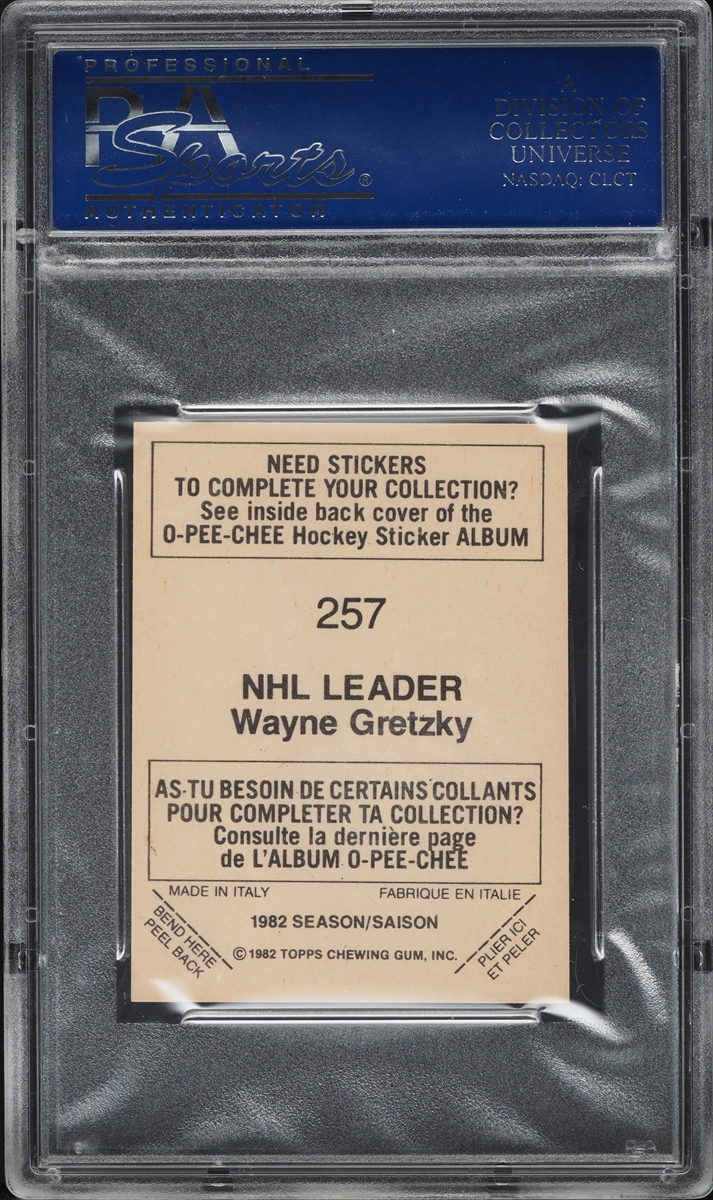 PROFESSIONAL
PSA
Sports®
AUTHENTICATOR
A
DIVISION OF
COLLECTORS
UNIVERSE
NASDAQ: CLCT
NEED STICKERS
TO COMPLETE YOUR COLLECTION?
See inside back cover of the
O-PEE-CHEE Hockey Sticker ALBUM
257
NHL LEADER
Wayne Gretzky
AS-TU BESOIN DE CERTAINS COLLANTS
POUR COMPLETER TA COLLECTION?
Consulte la dernière page
de L'ALBUM O-PEE-CHEE
MADE IN ITALY
FABRIQUE EN ITALIE
1982 SEASON/SAISON
BEND HERE
PEEL BACK
© 1982 TOPPS CHEWING GUM, INC.
PLIER ICI
ET PELER
PSA